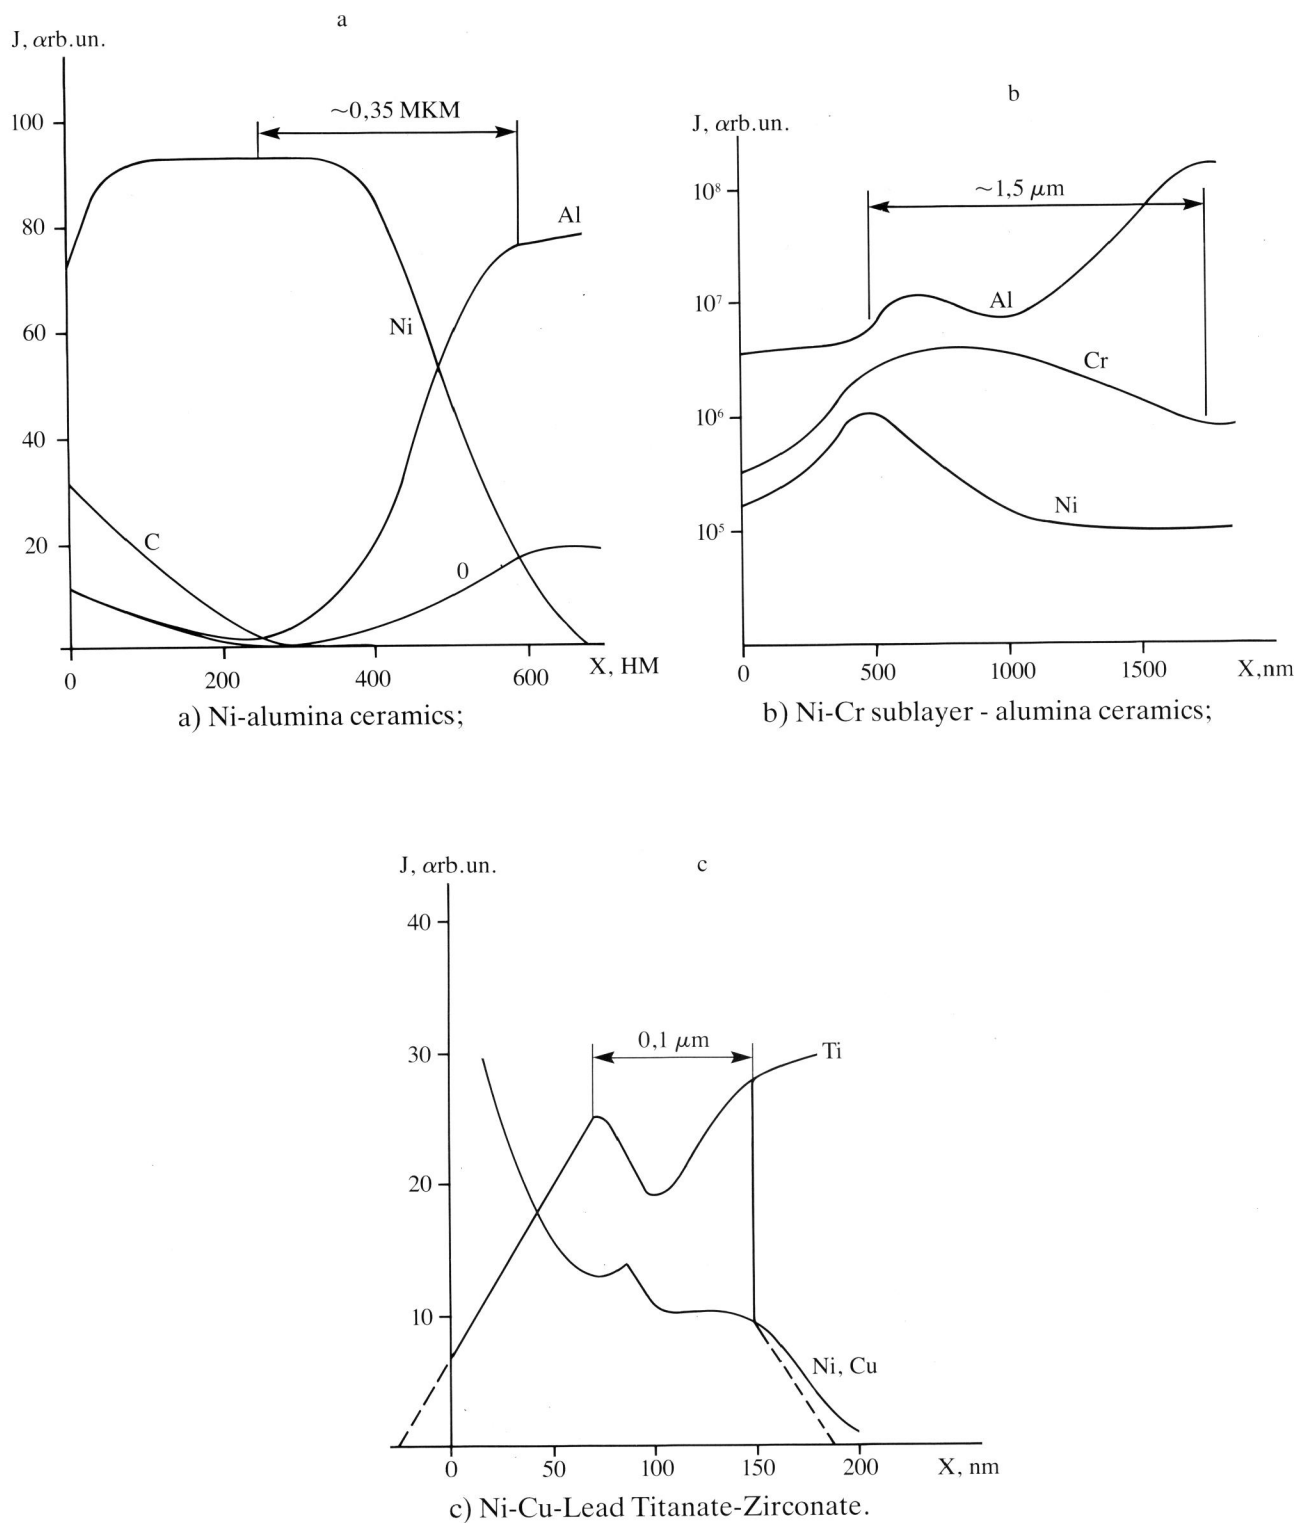 a
J, αrb.un.
100
80
60
40
20
~0,35 MKM
Al
Ni
C
0
0
200
400
600
X, HM
a) Ni-alumina ceramics;
b
J, αrb.un.
10⁸
10⁷
10⁶
10⁵
~1,5 μm
Al
Cr
Ni
0
500
1000
1500
X,nm
b) Ni-Cr sublayer - alumina ceramics;
c
J, αrb.un.
40
30
20
10
0,1 μm
Ti
Ni, Cu
0
50
100
150
200
X, nm
c) Ni-Cu-Lead Titanate-Zirconate.